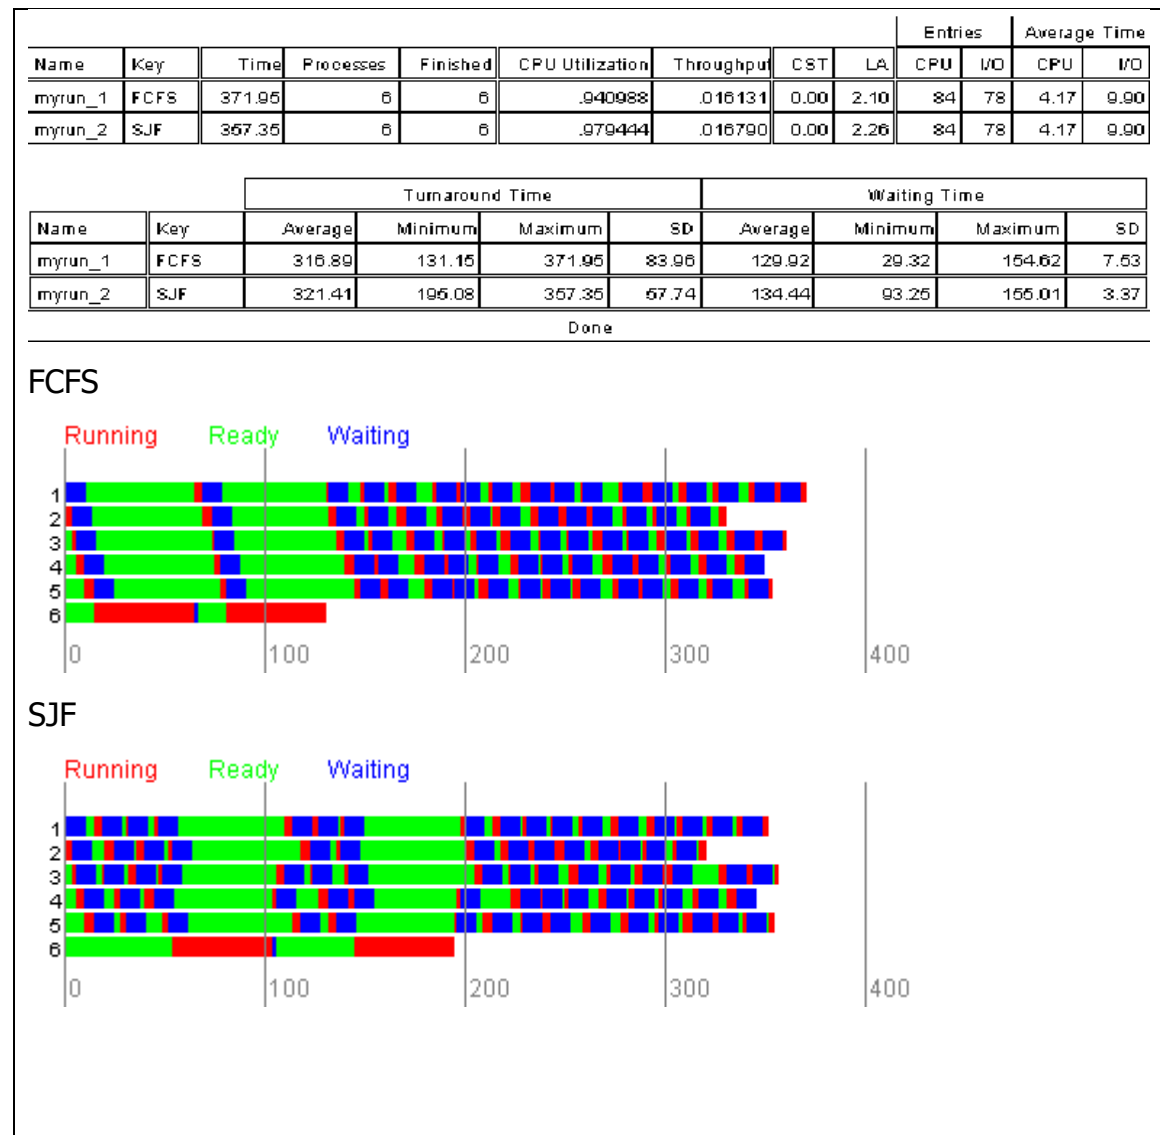 Entries Average Time
Name Key Time Processes Finished CPU Utilization Throughput CST LA CPU I/O CPU I/O
myrun_1 FCFS 371.95 6 6 .940988 .016131 0.00 2.10 84 78 4.17 9.90
myrun_2 SJF 357.35 6 6 .979444 .016790 0.00 2.26 84 78 4.17 9.90
Turnaround Time Waiting Time
Name Key Average Minimum Maximum SD Average Minimum Maximum SD
myrun_1 FCFS 316.89 131.15 371.95 83.96 129.92 29.32 154.62 7.53
myrun_2 SJF 321.41 195.08 357.35 57.74 134.44 93.25 155.01 3.37
Done
FCFS
Running Ready Waiting
1
2
3
4
5
6
0 100 200 300 400
SJF
Running Ready Waiting
1
2
3
4
5
6
0 100 200 300 400